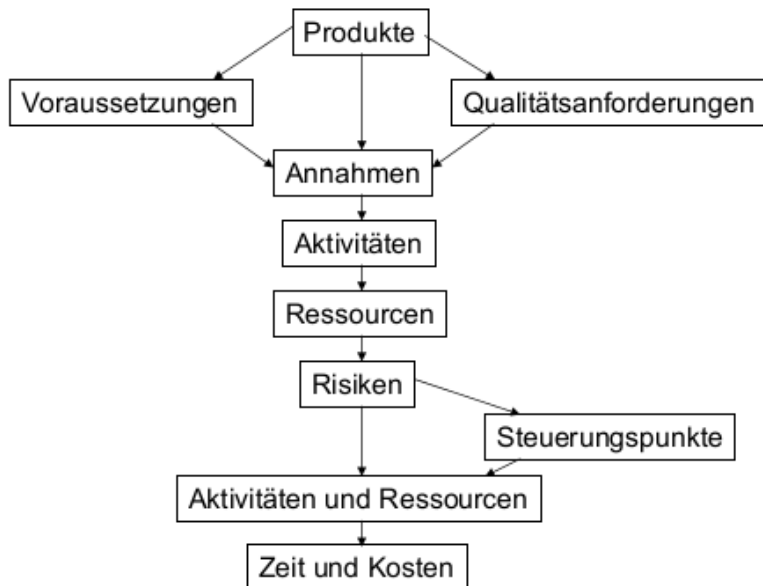 Produkte
Voraussetzungen
Qualitätsanforderungen
Annahmen
Aktivitäten
Ressourcen
Risiken
Steuerungspunkte
Aktivitäten und Ressourcen
Zeit und Kosten